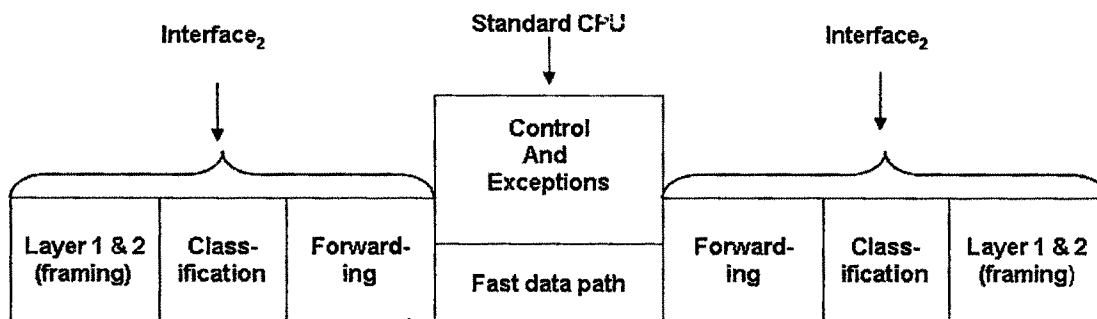 Interface₂
Standard CPU
Interface₂
Control
And
Exceptions
Layer 1 & 2
(framing)
Class-
ification
Forward-
ing
Fast data path
Forward-
ing
Class-
ification
Layer 1 & 2
(framing)